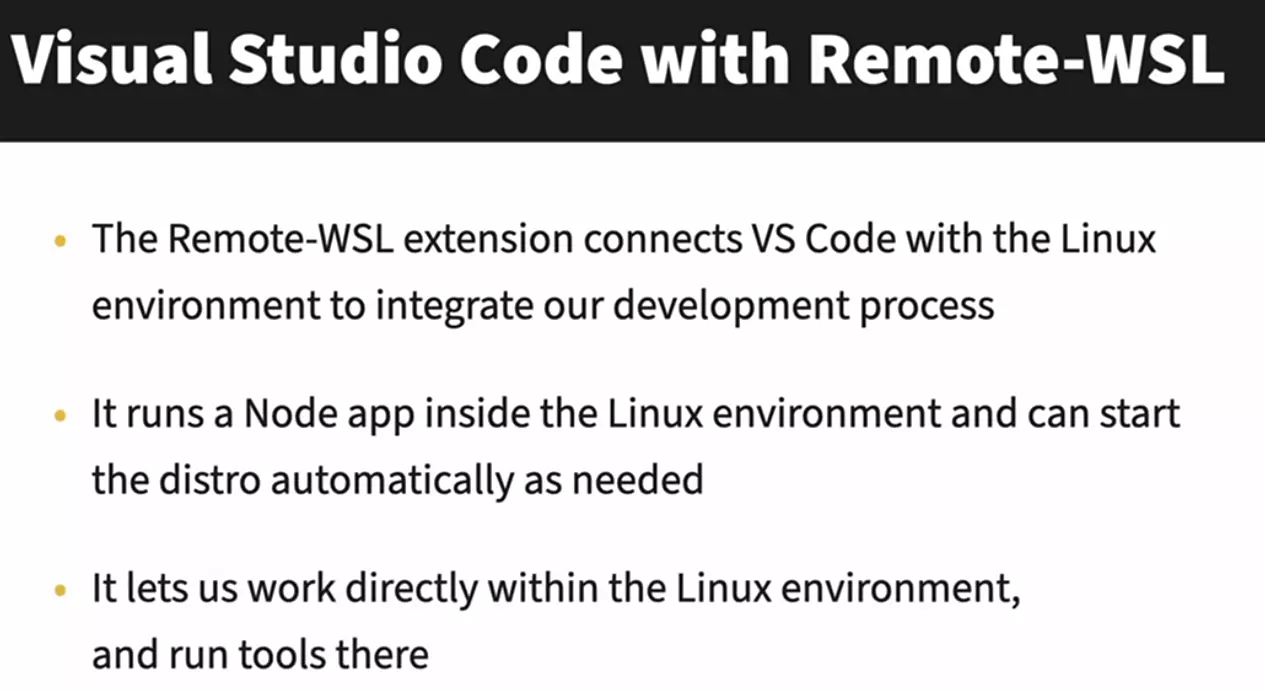 Visual Studio Code with Remote-WSL
• The Remote-WSL extension connects VS Code with the Linux
environment to integrate our development process
• It runs a Node app inside the Linux environment and can start
the distro automatically as needed
• It lets us work directly within the Linux environment,
and run tools there